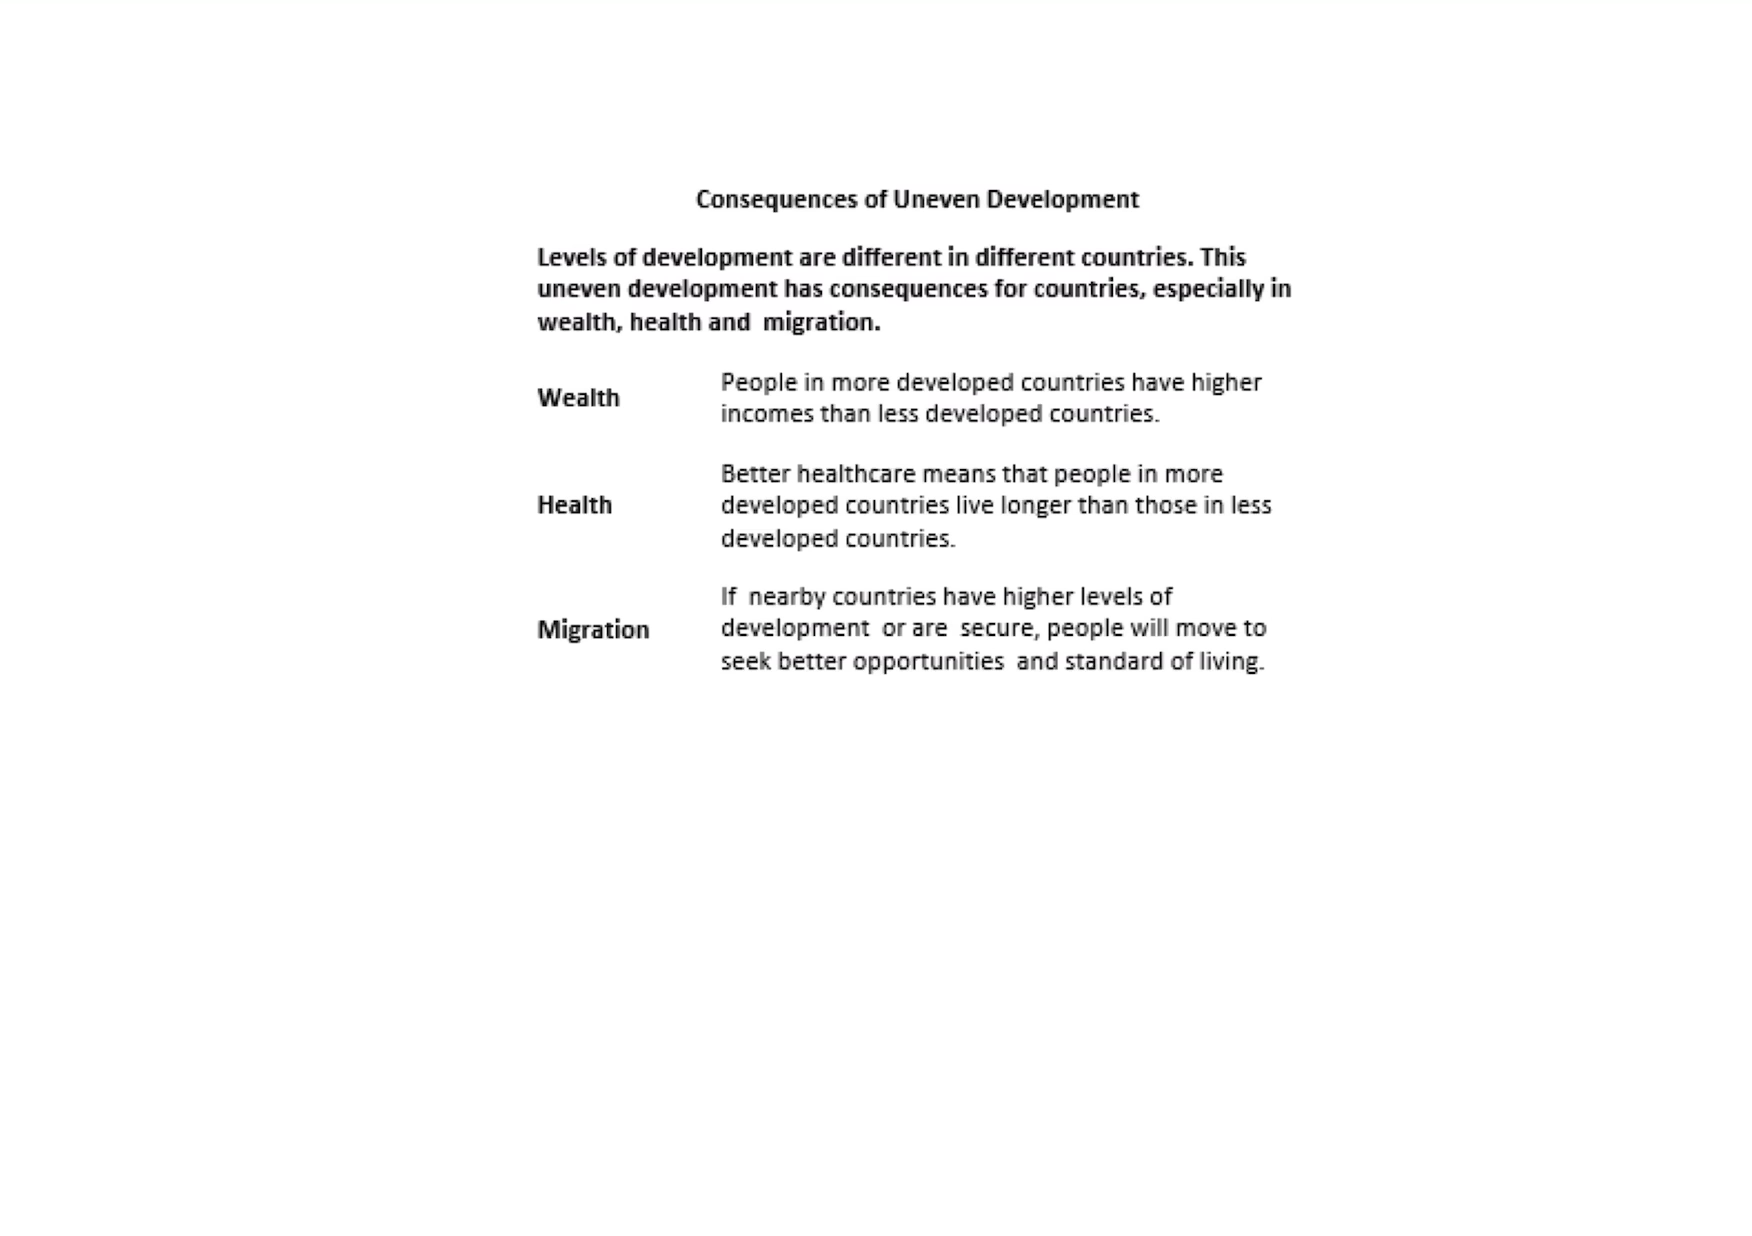 Consequences of Uneven Development
Levels of development are different in different countries. This
uneven development has consequences for countries, especially in
wealth, health and migration.
Wealth
People in more developed countries have higher
incomes than less developed countries.
Health
Better healthcare means that people in more
developed countries live longer than those in less
developed countries.
Migration
If nearby countries have higher levels of
development or are secure, people will move to
seek better opportunities and standard of living.